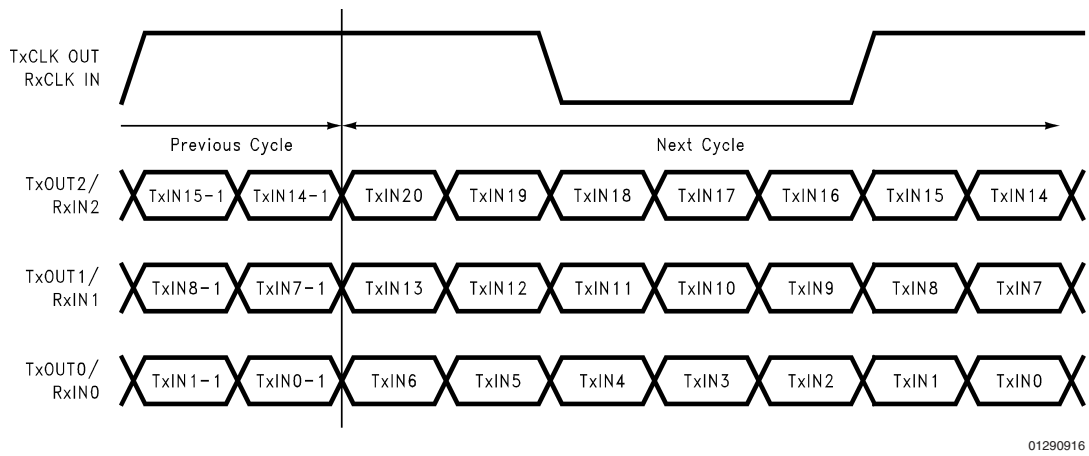 TxCLK OUT
RxCLK IN
Previous Cycle
Next Cycle
TxOUT2/
RxIN2
TxIN15-1 TxIN14-1 TxIN20 TxIN19 TxIN18 TxIN17 TxIN16 TxIN15 TxIN14
TxOUT1/
RxIN1
TxIN8-1 TxIN7-1 TxIN13 TxIN12 TxIN11 TxIN10 TxIN9 TxIN8 TxIN7
TxOUT0/
RxIN0
TxIN1-1 TxIN0-1 TxIN6 TxIN5 TxIN4 TxIN3 TxIN2 TxIN1 TxIN0
01290916